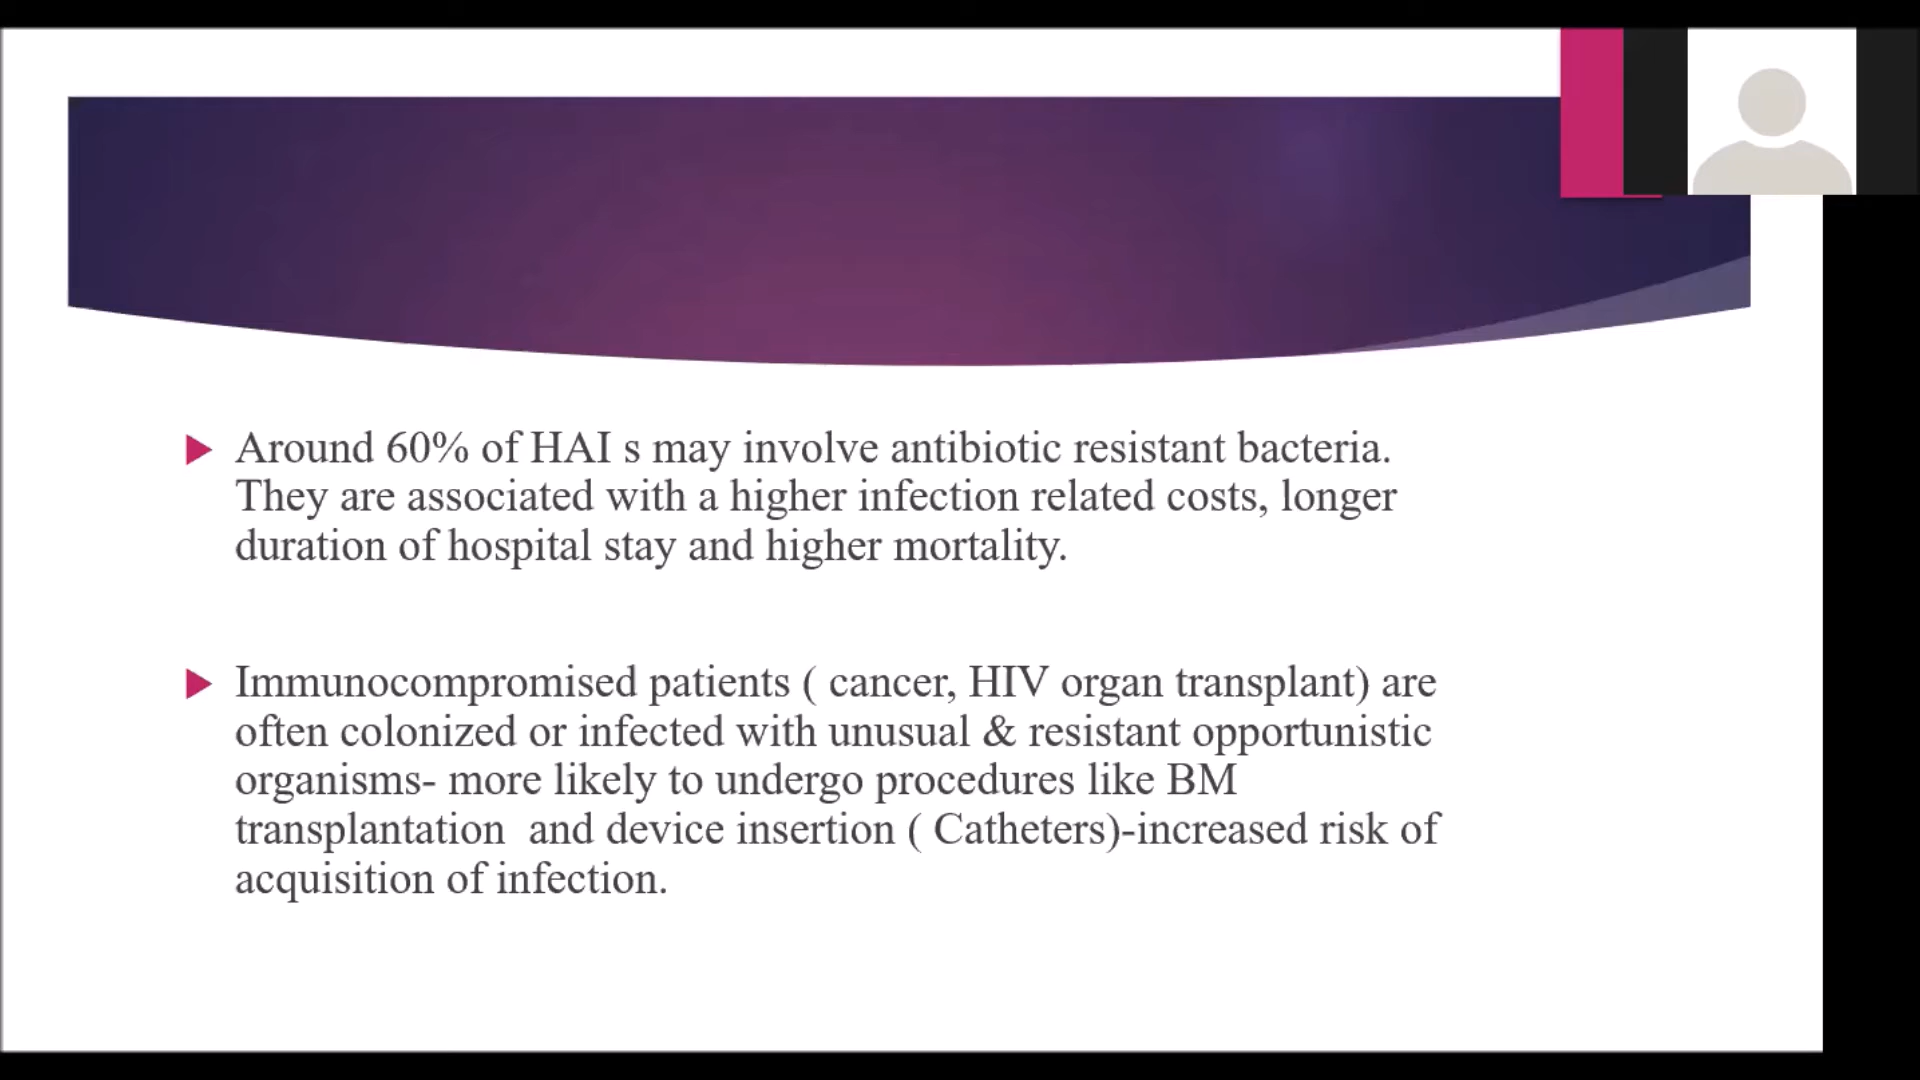 Around 60% of HAI s may involve antibiotic resistant bacteria.
They are associated with a higher infection related costs, longer
duration of hospital stay and higher mortality.
Immunocompromised patients ( cancer, HIV organ transplant) are
often colonized or infected with unusual & resistant opportunistic
organisms- more likely to undergo procedures like BM
transplantation  and device insertion ( Catheters)-increased risk of
acquisition of infection.